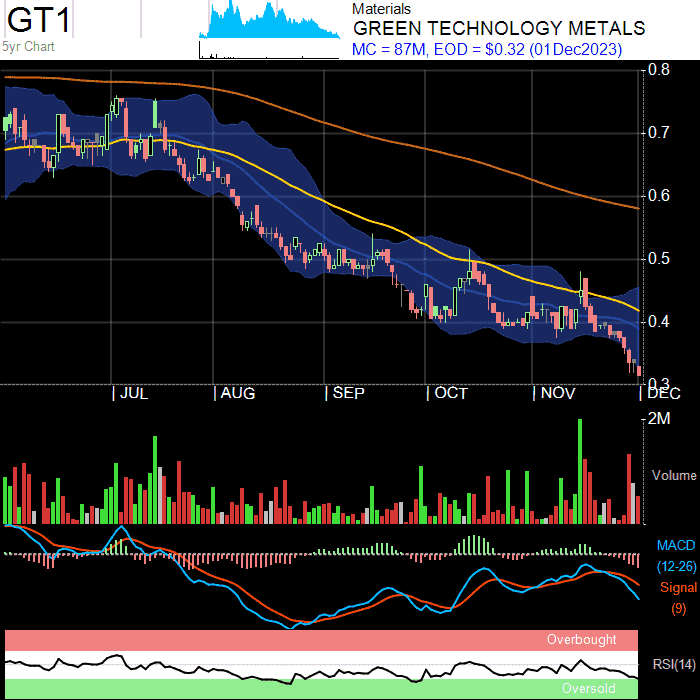 GT1
5yr Chart
Materials
GREEN TECHNOLOGY METALS
MC = 87M, EOD = $0.32 (01Dec2023)
0.8
0.7
0.6
0.5
0.4
0.3
JUL
AUG
SEP
OCT
NOV
DEC
2M
Volume
MACD
(12-26)
Signal
(9)
Overbought
RSI(14)
Oversold